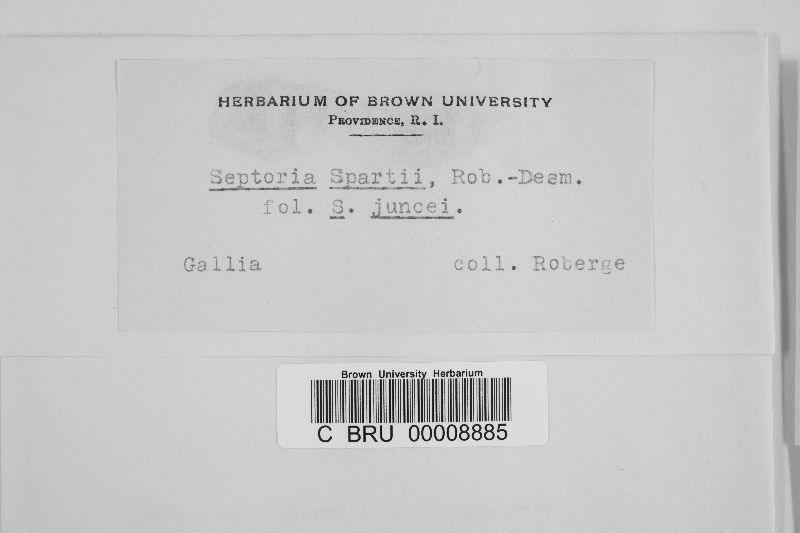 HERBARIUM OF BROWN UNIVERSITY
PROVIDENCE, R. I.
Septoria Spartii, Rob.-Desm.
fol. S. juncei.
Gallia coll. Roberge
Brown University Herbarium
C BRU 00008885